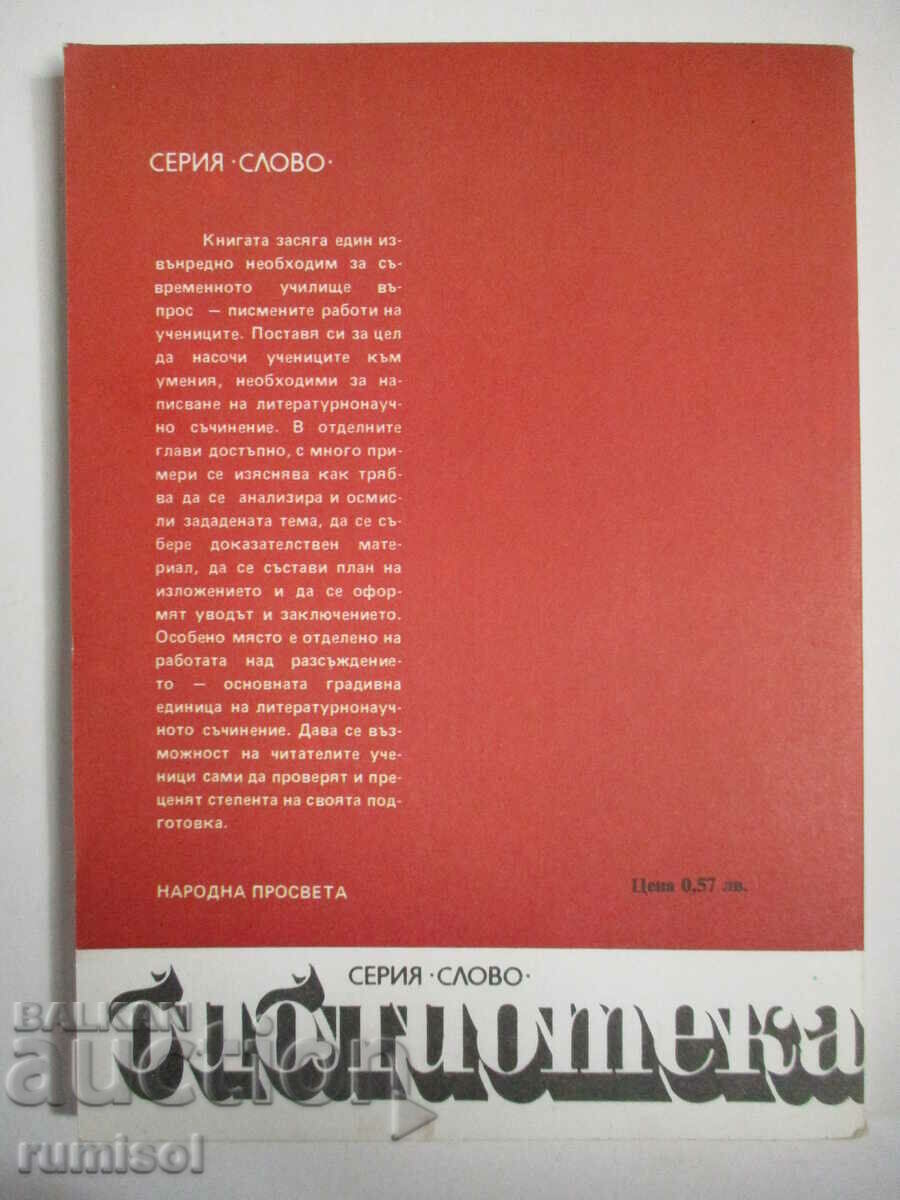 СЕРИЯ ·СЛОВО·
Книгата засяга един из-
вънредно необходим за съ-
временното училище въ-
прос — писмените работи на
учениците. Поставя си за цел
да насочи учениците към
умения, необходими за на-
писване на литературнонауч-
но съчинение. В отделните
глави достъпно, с много при-
мери се изяснява как тряб-
ва да се анализира и осмис-
ли зададената тема, да се съ-
бере доказателствен мате-
риал, да се състави план на
изложението и да се офор-
мят уводът и заключението.
Особено място е отделено на
работата над разсъждение-
то — основната градивна
единица на литературнонауч-
ното съчинение. Дава се въз-
можност на читателите уче-
ници сами да проверят и пре-
ценят степента на своята под-
готовка.
НАРОДНА ПРОСВЕТА
Цена 0,57 лв.
СЕРИЯ ·СЛОВО·
библиотека
BALKAN
auction
rumisol